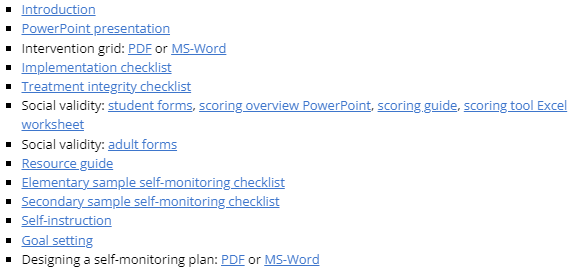 Introduction
PowerPoint presentation
Intervention grid: PDF or MS-Word
Implementation checklist
Treatment integrity checklist
Social validity: student forms, scoring overview PowerPoint, scoring guide, scoring tool Excel
worksheet
Social validity: adult forms
Resource guide
Elementary sample self-monitoring checklist
Secondary sample self-monitoring checklist
Self-instruction
Goal setting
Designing a self-monitoring plan: PDF or MS-Word